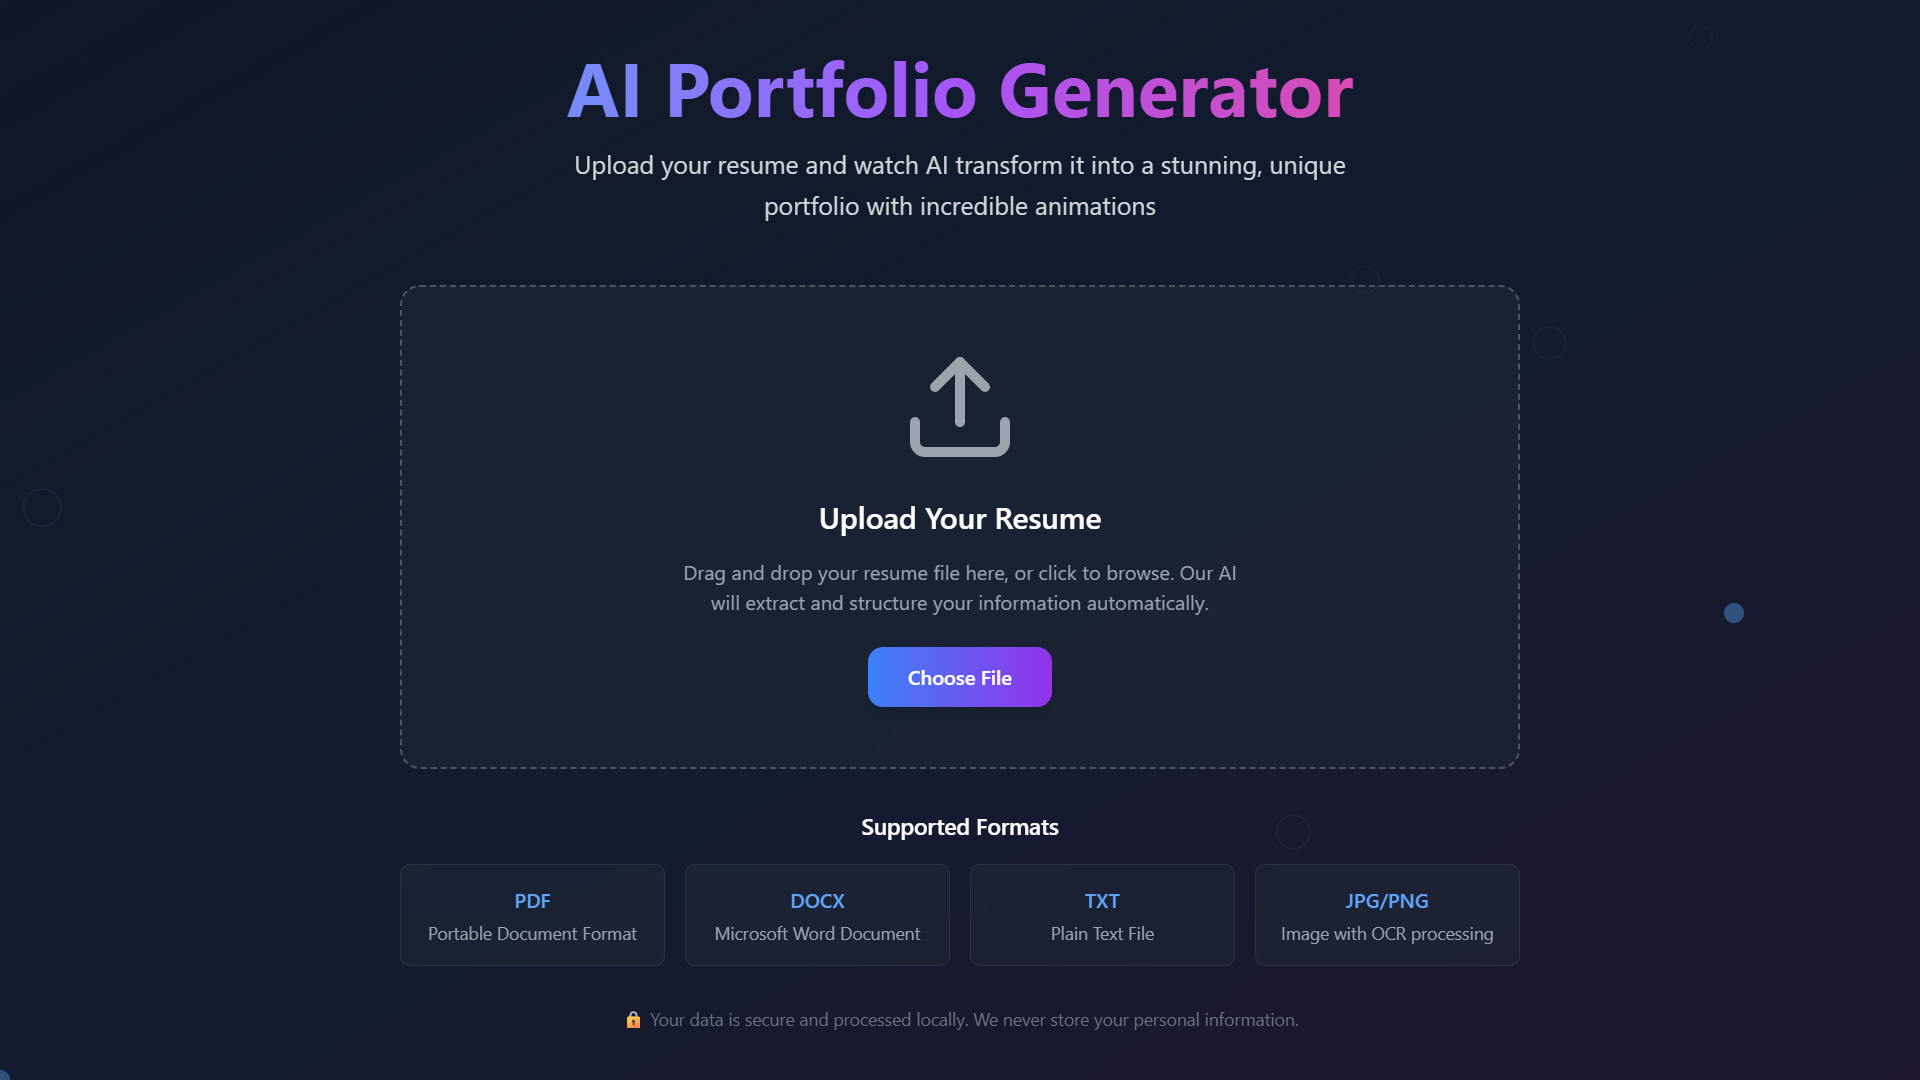 AI Portfolio Generator
Upload your resume and watch AI transform it into a stunning, unique
portfolio with incredible animations
Upload Your Resume
Drag and drop your resume file here, or click to browse. Our AI
will extract and structure your information automatically.
Choose File
Supported Formats
PDF
Portable Document Format
DOCX
Microsoft Word Document
TXT
Plain Text File
JPG/PNG
Image with OCR processing
🔒 Your data is secure and processed locally. We never store your personal information.